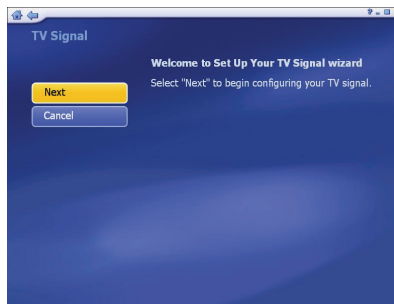 TV Signal
Welcome to Set Up Your TV Signal wizard
Select "Next" to begin configuring your TV signal.
Next
Cancel